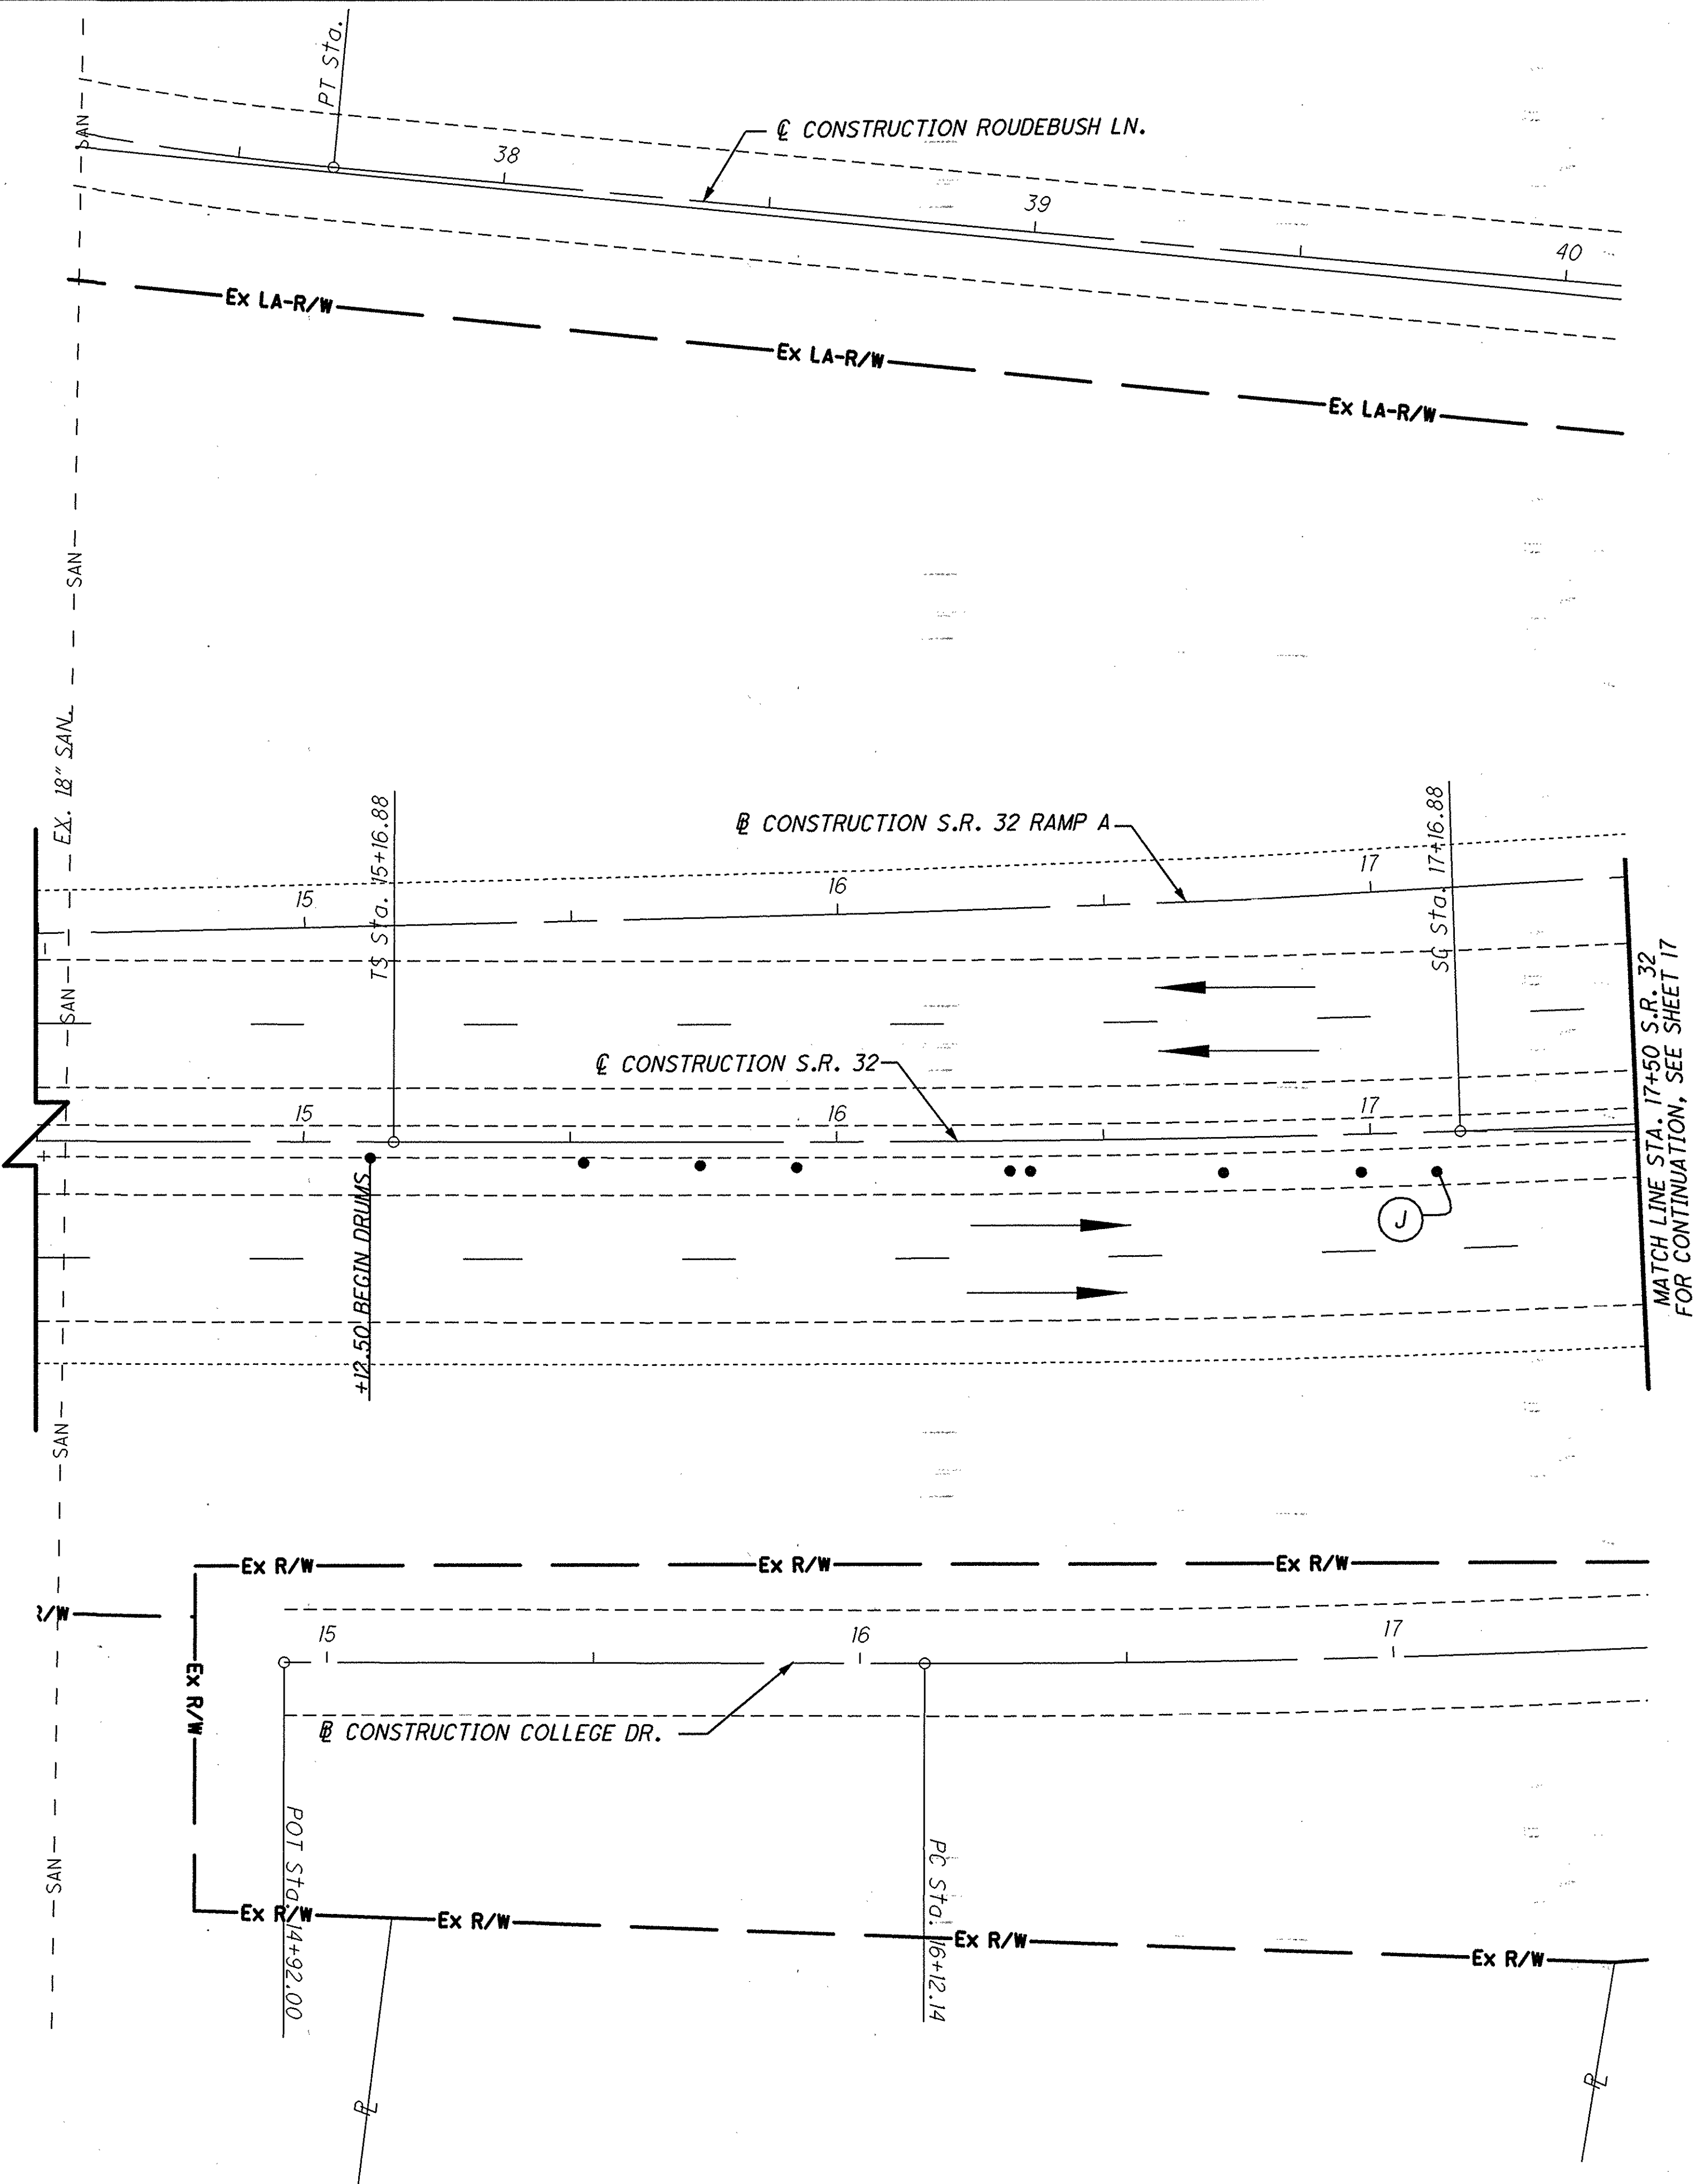 PT Sta.
℄ CONSTRUCTION ROUDEBUSH LN.
SAN
38
39
40
Ex LA-R/W
Ex LA-R/W
Ex LA-R/W
SAN
EX. 18" SAN.
TS Sta. 15+16.88
SC Sta. 17+16.88
B̲L CONSTRUCTION S.R. 32 RAMP A
15
16
17
SAN
℄ CONSTRUCTION S.R. 32
15
16
17
MATCH LINE STA. 17+50 S.R. 32
FOR CONTINUATION, SEE SHEET 17
+12.50 BEGIN DRUMS
J
SAN
Ex R/W
Ex R/W
Ex R/W
R/W
15
16
17
Ex R/W
BL CONSTRUCTION COLLEGE DR.
POT Sta. 14+92.00
PC Sta. 16+12.14
SAN
Ex R/W
Ex R/W
Ex R/W
Ex R/W
PL
PL